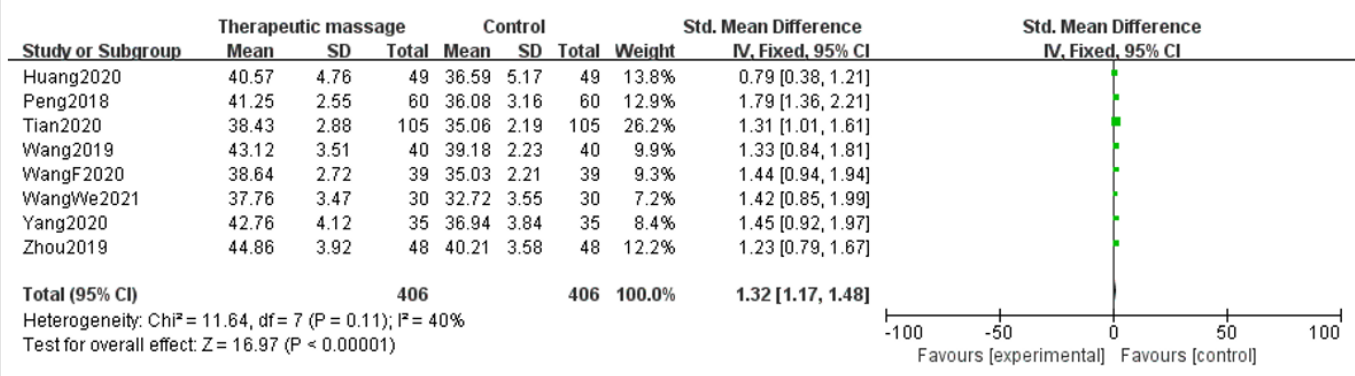 Therapeutic massage Control Std. Mean Difference Std. Mean Difference
Study or Subgroup Mean SD Total Mean SD Total Weight IV, Fixed, 95% CI IV, Fixed, 95% CI
Huang2020 40.57 4.76 49 36.59 5.17 49 13.8% 0.79 [0.38, 1.21]
Peng2018 41.25 2.55 60 36.08 3.16 60 12.9% 1.79 [1.36, 2.21]
Tian2020 38.43 2.88 105 35.06 2.19 105 26.2% 1.31 [1.01, 1.61]
Wang2019 43.12 3.51 40 39.18 2.23 40 9.9% 1.33 [0.84, 1.81]
WangF2020 38.64 2.72 39 35.03 2.21 39 9.3% 1.44 [0.94, 1.94]
WangWe2021 37.76 3.47 30 32.72 3.55 30 7.2% 1.42 [0.85, 1.99]
Yang2020 42.76 4.12 35 36.94 3.84 35 8.4% 1.45 [0.92, 1.97]
Zhou2019 44.86 3.92 48 40.21 3.58 48 12.2% 1.23 [0.79, 1.67]
Total (95% CI) 406 406 100.0% 1.32 [1.17, 1.48]
Heterogeneity: Chi² = 11.64, df = 7 (P = 0.11); I² = 40%
Test for overall effect: Z = 16.97 (P < 0.00001)
-100 -50 0 50 100
Favours [experimental] Favours [control]